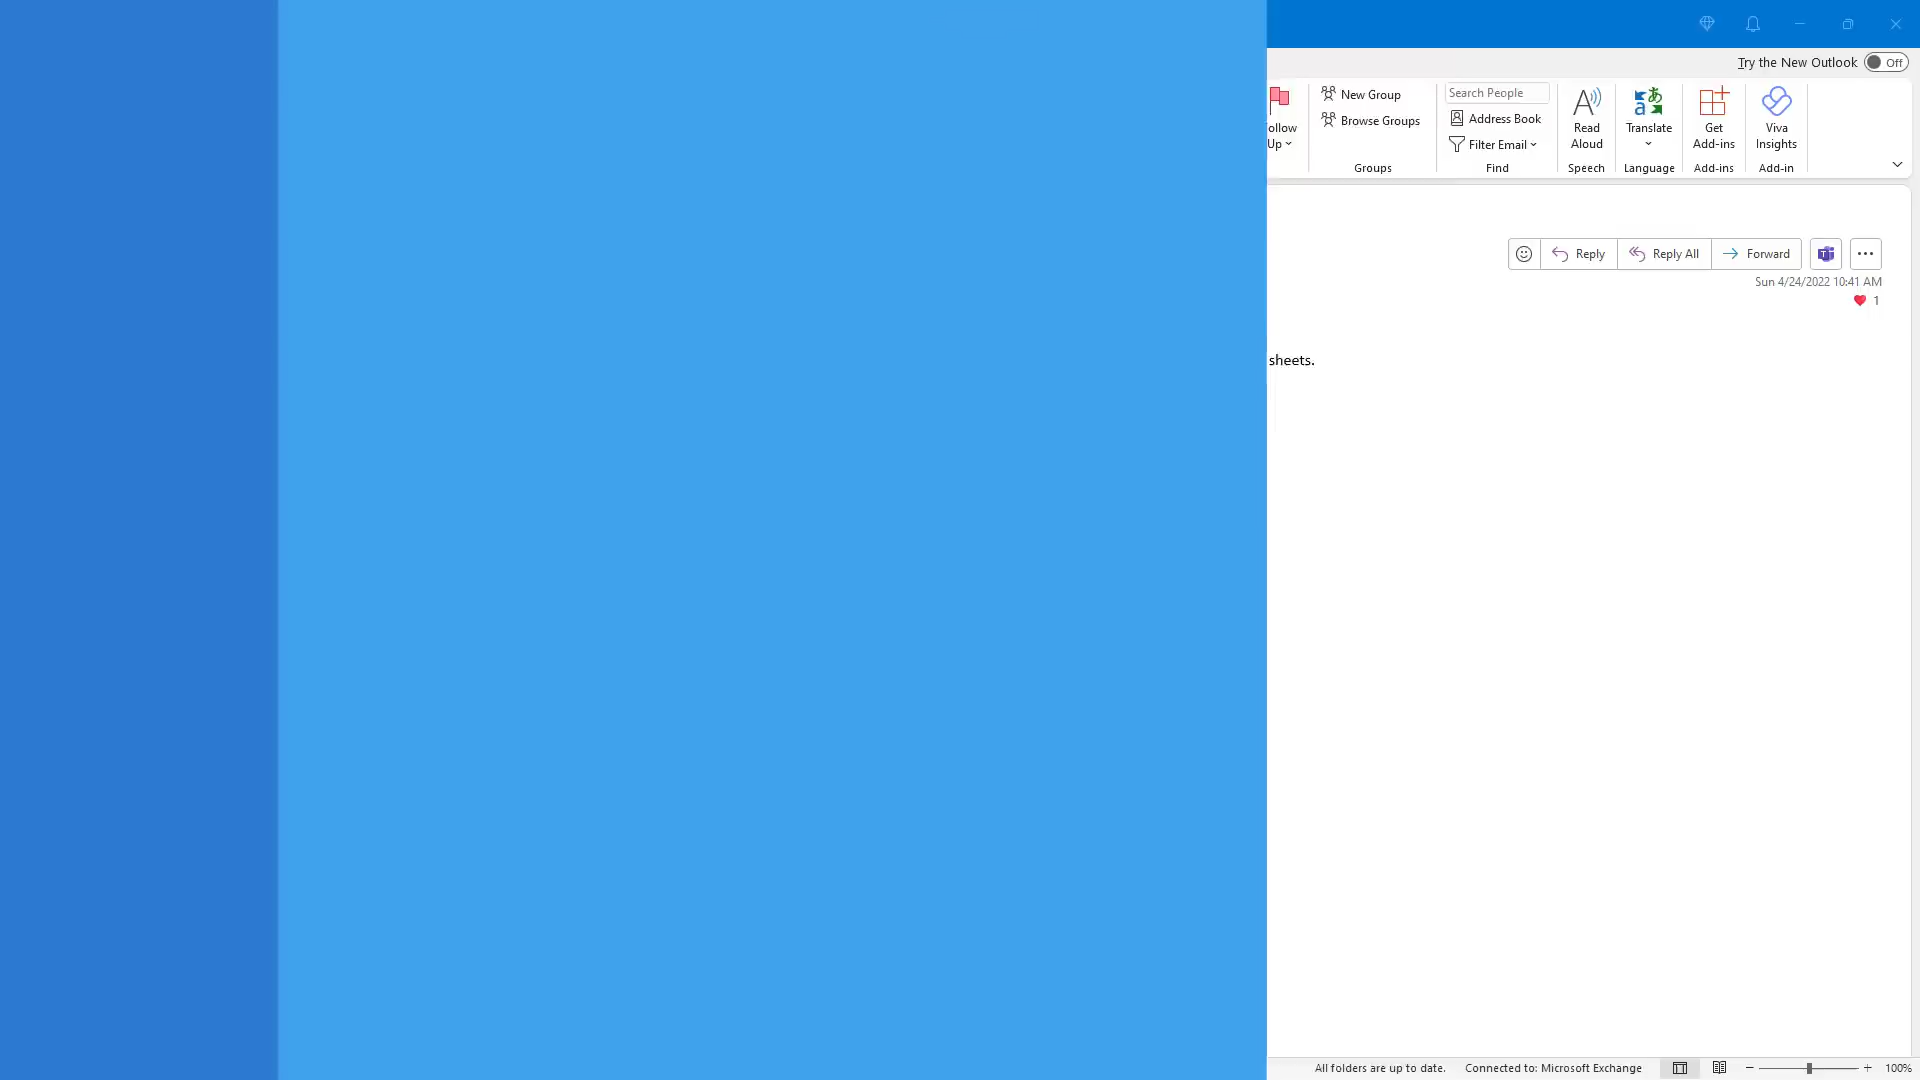 Try the New Outlook
Off
ollow
Up
New Group
Browse Groups
Groups
Search People
Address Book
Filter Email
Find
Read
Aloud
Speech
Translate
Language
Get
Add-ins
Add-ins
Viva
Insights
Add-in
Reply
Reply All
Forward
Sun 4/24/2022 10:41 AM
1
sheets.
All folders are up to date.
Connected to: Microsoft Exchange
100%